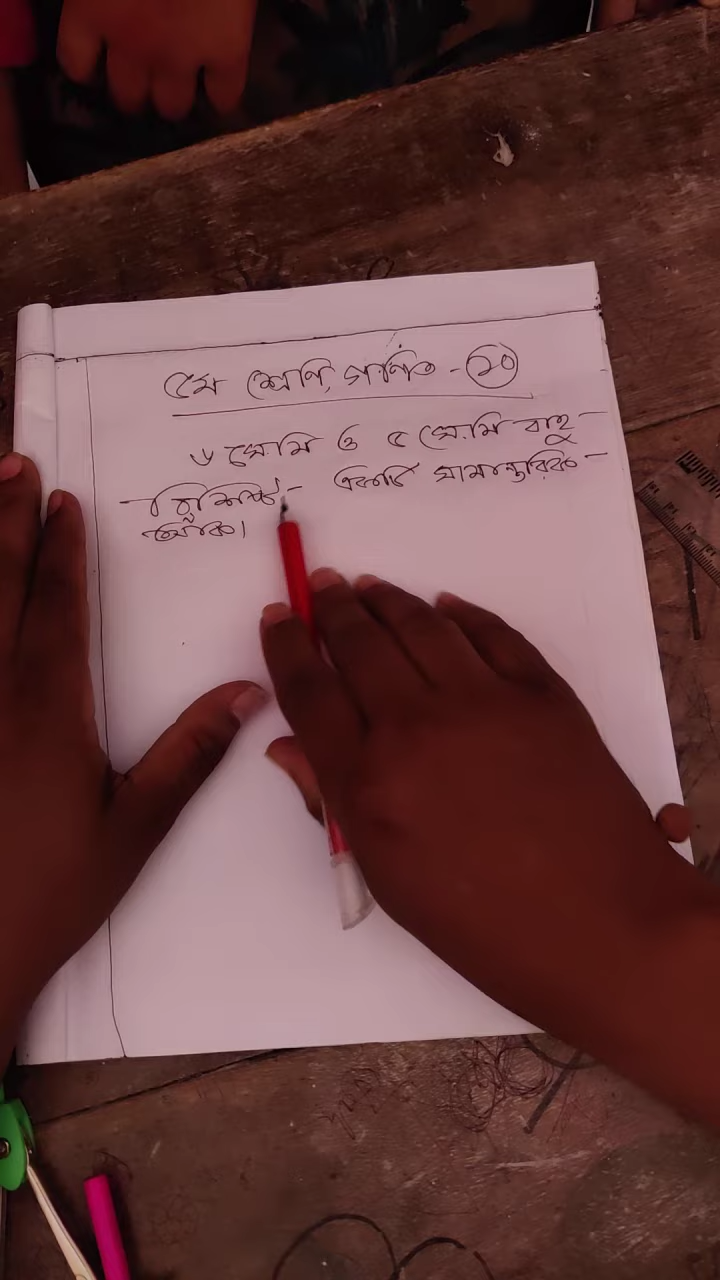 ৫ম শ্রেণি, গণিত - ১০
৬ সে.মি ও ৫ সে.মি বাহু -
বিশিষ্ট - একটি সামান্তরিক -
আঁক।